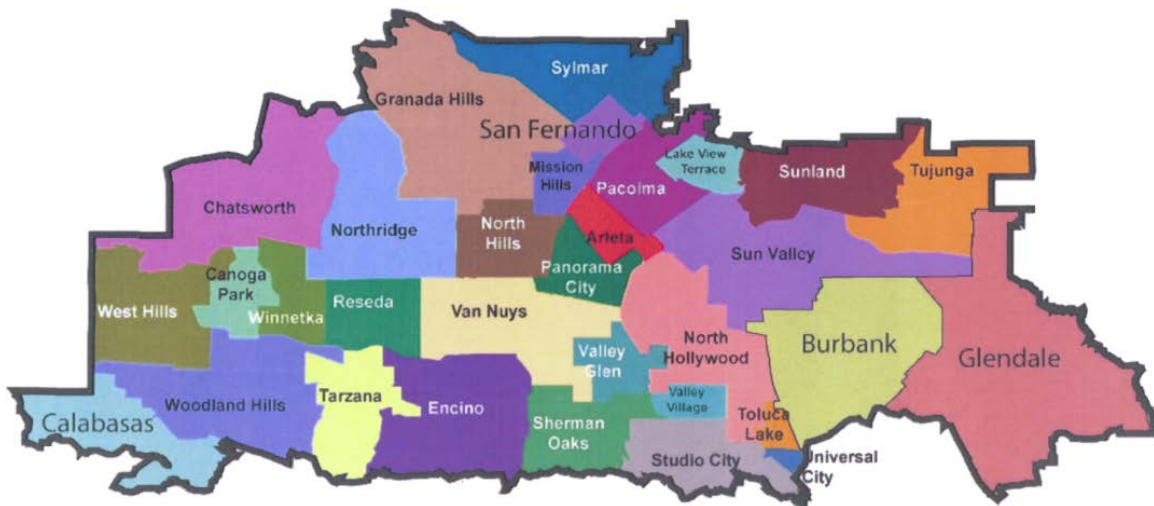 Sylmar
Granada Hills
San Fernando
Mission
Hills
Lake View
Terrace
Sunland
Tujunga
Pacoima
Chatsworth
Northridge
North
Hills
Arleta
Sun Valley
Panorama
City
Canoga
Park
West Hills
Winnetka
Reseda
Van Nuys
North
Hollywood
Burbank
Glendale
Valley
Glen
Woodland Hills
Tarzana
Encino
Valley
Village
Calabasas
Sherman
Oaks
Toluca
Lake
Studio City
Universal
City